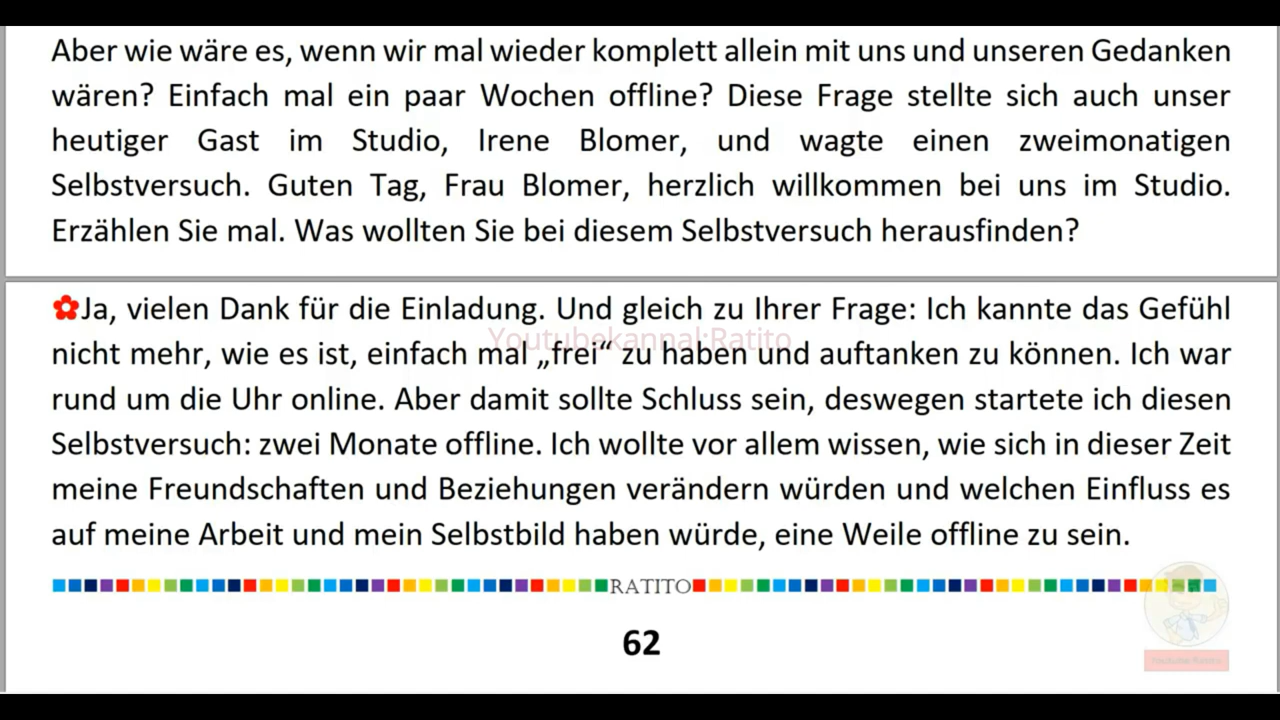 Aber wie wäre es, wenn wir mal wieder komplett allein mit uns und unseren Gedanken
wären? Einfach mal ein paar Wochen offline? Diese Frage stellte sich auch unser
heutiger Gast im Studio, Irene Blomer, und wagte einen zweimonatigen
Selbstversuch. Guten Tag, Frau Blomer, herzlich willkommen bei uns im Studio.
Erzählen Sie mal. Was wollten Sie bei diesem Selbstversuch herausfinden?
Ja, vielen Dank für die Einladung. Und gleich zu Ihrer Frage: Ich kannte das Gefühl
Youtubekannal:Ratito
nicht mehr, wie es ist, einfach mal „frei“ zu haben und auftanken zu können. Ich war
rund um die Uhr online. Aber damit sollte Schluss sein, deswegen startete ich diesen
Selbstversuch: zwei Monate offline. Ich wollte vor allem wissen, wie sich in dieser Zeit
meine Freundschaften und Beziehungen verändern würden und welchen Einfluss es
auf meine Arbeit und mein Selbstbild haben würde, eine Weile offline zu sein.
RATITO
62